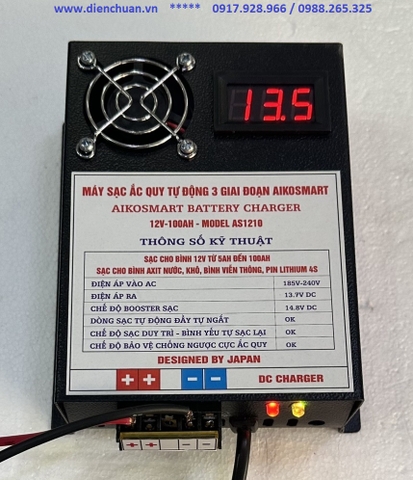 www.dienchuan.vn ***** 0917.928.966 / 0988.265.325
13.5
MÁY SẠC ẮC QUY TỰ ĐỘNG 3 GIAI ĐOẠN AIKOSMART
AIKOSMART BATTERY CHARGER
12V-100AH - MODEL AS1210
THÔNG SỐ KỸ THUẬT
SẠC CHO BÌNH 12V TỪ 5AH ĐẾN 100AH
SẠC CHO BÌNH AXIT NƯỚC, KHÔ, BÌNH VIỄN THÔNG, PIN LITHIUM 4S
ĐIỆN ÁP VÀO AC 185V-240V
ĐIỆN ÁP RA 13.7V DC
CHẾ ĐỘ BOOSTER SẠC 14.8V DC
DÒNG SẠC TỰ ĐỘNG ĐẦY TỰ NGẮT OK
CHẾ ĐỘ SẠC DUY TRÌ - BÌNH YẾU TỰ SẠC LẠI OK
CHẾ ĐỘ BẢO VỆ CHỐNG NGƯỢC CỰC ẮC QUY OK
DESIGNED BY JAPAN
++ -- DC CHARGER
+ + - -